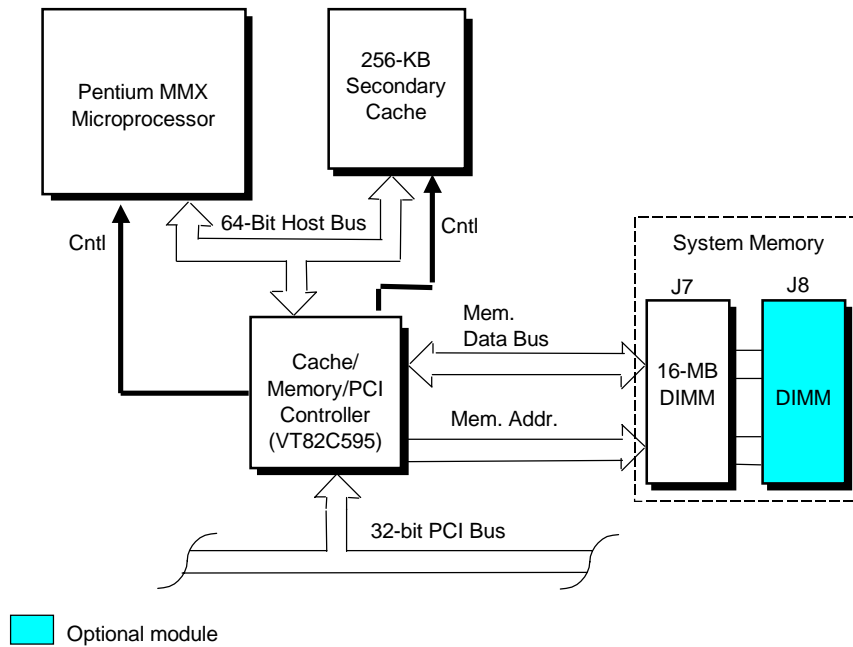 Pentium MMX
Microprocessor
256-KB
Secondary
Cache
64-Bit Host Bus
Cntl
Cntl
System Memory
J7
J8
Mem.
Data Bus
16-MB
DIMM
DIMM
Cache/
Memory/PCI
Controller
(VT82C595)
Mem. Addr.
32-bit PCI Bus
Optional module